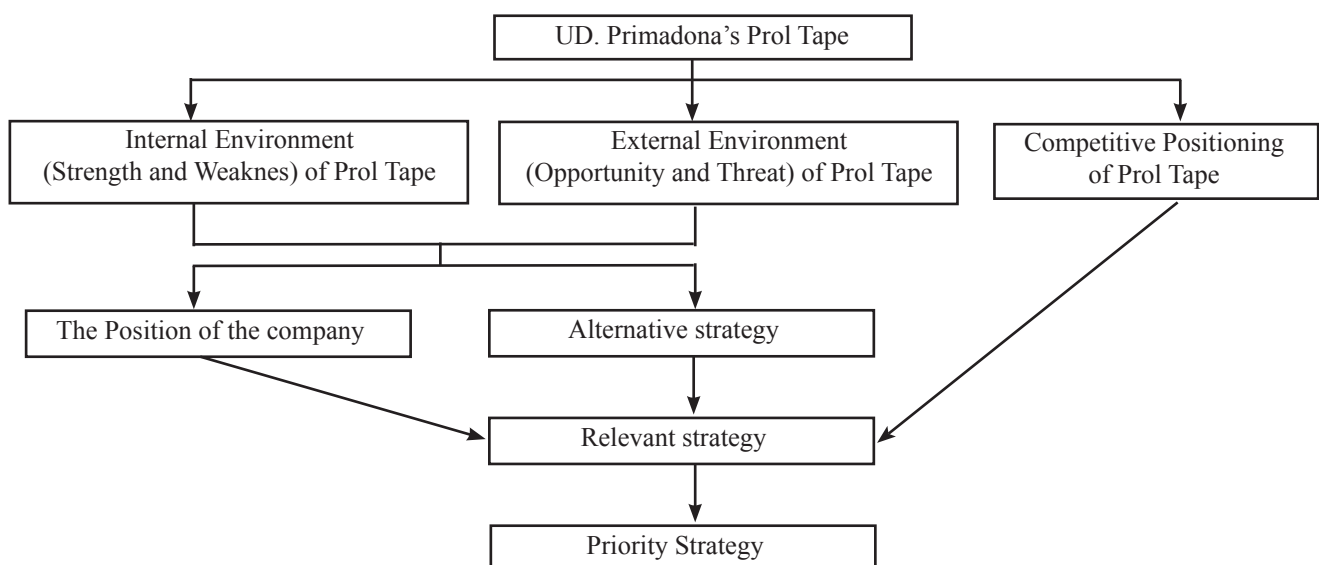 UD. Primadona’s Prol Tape
Internal Environment
(Strength and Weaknes) of Prol Tape
External Environment
(Opportunity and Threat) of Prol Tape
Competitive Positioning
of Prol Tape
The Position of the company
Alternative strategy
Relevant strategy
Priority Strategy